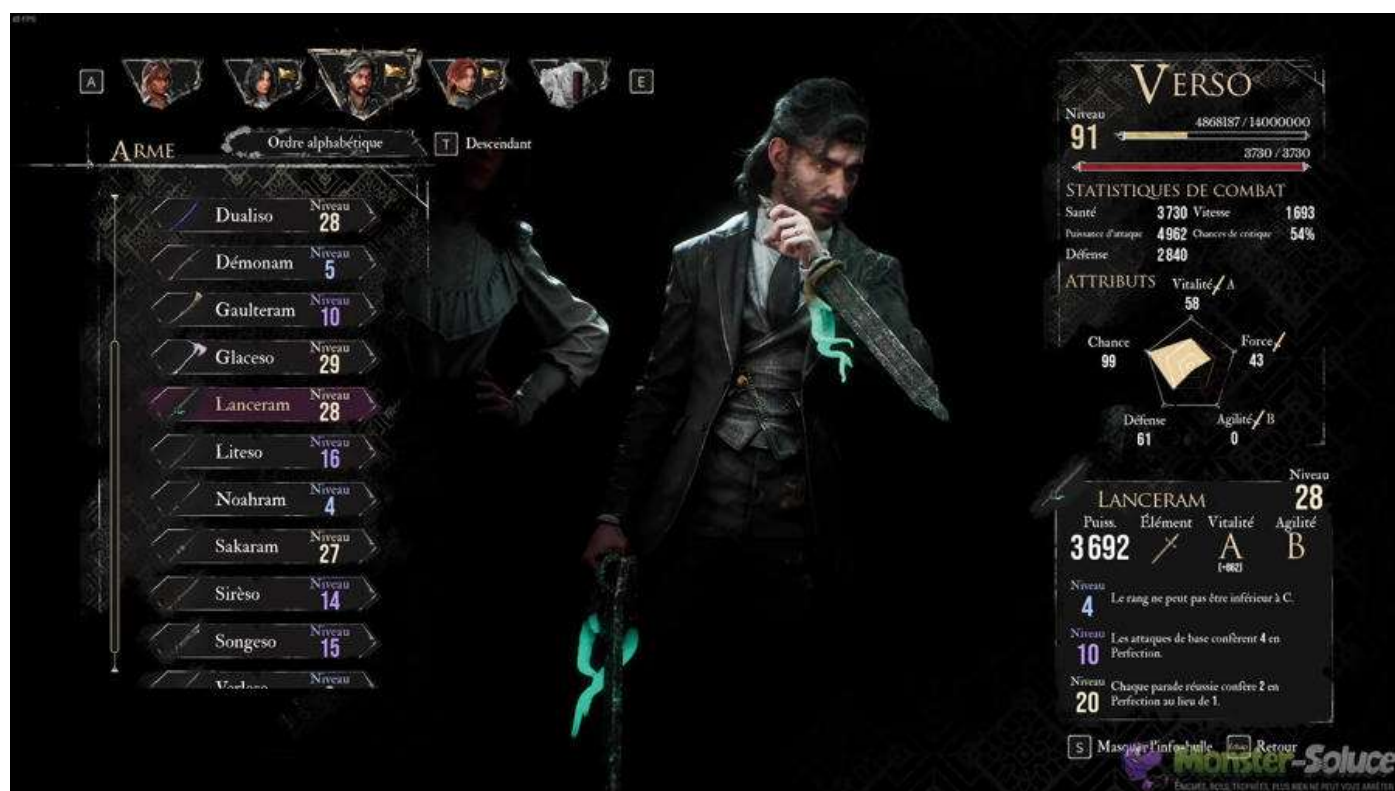 A
E
ARME
Ordre alphabétique
T Descendant
Dualiso Niveau 28
Démonam Niveau 5
Gaulteram Niveau 10
Glaceso Niveau 29
Lanceram Niveau 28
Liteso Niveau 16
Noahram Niveau 4
Sakaram Niveau 27
Sirèso Niveau 14
Songeso Niveau 15
Niveau
VERSO
Niveau
91
4868187/14000000
3730 / 3730
STATISTIQUES DE COMBAT
Santé 3730 Vitesse 1693
Puissance d'attaque 4962 Chances de critique 54%
Défense 2840
ATTRIBUTS
Vitalité A
58
Chance
99
Force
43
Défense
61
Agilité B
0
Niveau
28
LANCERAM
Puiss. Élément Vitalité Agilité
3692 A B
(+862)
Niveau
4
Le rang ne peut pas être inférieur à C.
Niveau
10
Les attaques de base confèrent 4 en
Perfection.
Niveau
20
Chaque parade réussie confère 2 en
Perfection au lieu de 1.
S Masquer l'info-bulle Retour
Monster-Soluce